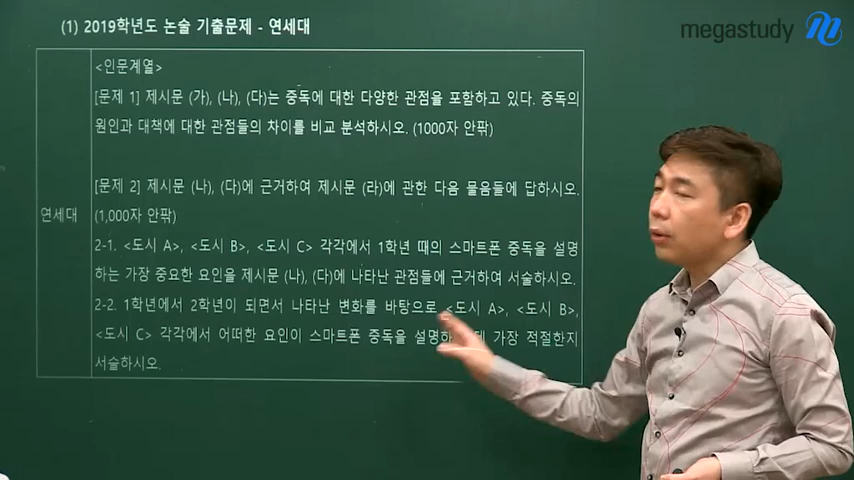 (1) 2019학년도 논술 기출문제 - 연세대
megastudy
<인문계열>
[문제 1] 제시문 (가), (나), (다)는 중독에 대한 다양한 관점을 포함하고 있다. 중독의
원인과 대책에 대한 관점들의 차이를 비교 분석하시오. (1000자 안팎)
[문제 2] 제시문 (나), (다)에 근거하여 제시문 (라)에 관한 다음 물음들에 답하시오.
(1,000자 안팎)
연세대
2-1. <도시 A>, <도시 B>, <도시 C> 각각에서 1학년 때의 스마트폰 중독을 설명
하는 가장 중요한 요인을 제시문 (나), (다)에 나타난 관점들에 근거하여 서술하시오.
2-2. 1학년에서 2학년이 되면서 나타난 변화를 바탕으로 <도시 A>, <도시 B>,
<도시 C> 각각에서 어떠한 요인이 스마트폰 중독을 가장 적절한지
서술하시오.